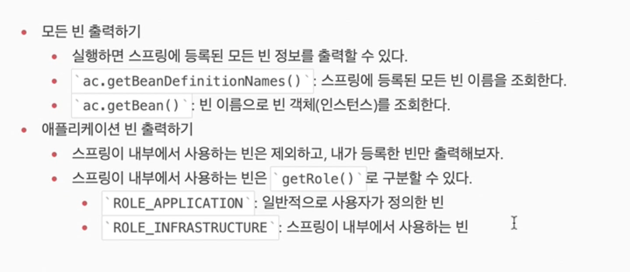 모든 빈 출력하기
실행하면 스프링에 등록된 모든 빈 정보를 출력할 수 있다.
`ac.getBeanDefinitionNames()`: 스프링에 등록된 모든 빈 이름을 조회한다.
`ac.getBean()`: 빈 이름으로 빈 객체(인스턴스)를 조회한다.
애플리케이션 빈 출력하기
스프링이 내부에서 사용하는 빈은 제외하고, 내가 등록한 빈만 출력해보자.
스프링이 내부에서 사용하는 빈은 `getRole()`로 구분할 수 있다.
`ROLE_APPLICATION`: 일반적으로 사용자가 정의한 빈
`ROLE_INFRASTRUCTURE`: 스프링이 내부에서 사용하는 빈